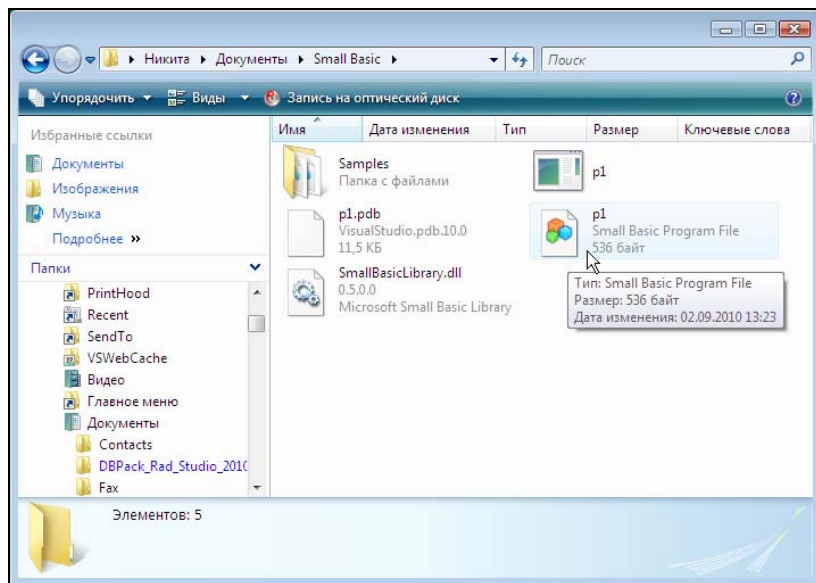 Никита ▸ Документы ▸ Small Basic ▸
Поиск
Упорядочить
Виды
Запись на оптический диск
Избранные ссылки
Документы
Изображения
Музыка
Подробнее »
Папки
PrintHood
Recent
SendTo
VSWebCache
Видео
Главное меню
Документы
Contacts
DBPack_Rad_Studio_2010
Fax
Имя
Дата изменения
Тип
Размер
Ключевые слова
Samples
Папка с файлами
p1
p1.pdb
VisualStudio.pdb.10.0
11,5 КБ
p1
Small Basic Program File
536 байт
SmallBasicLibrary.dll
0.5.0.0
Microsoft Small Basic Library
Тип: Small Basic Program File
Размер: 536 байт
Дата изменения: 02.09.2010 13:23
Элементов: 5